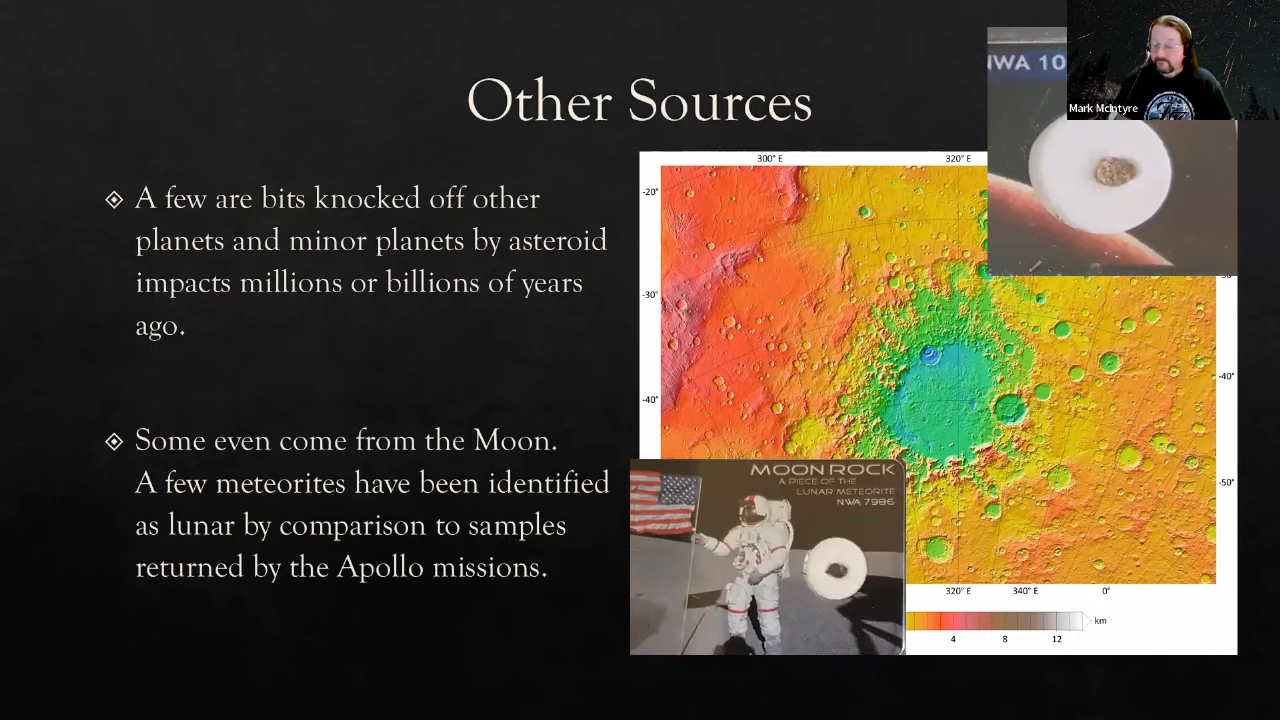 Other Sources
NWA 10
Mark McIntyre
A few are bits knocked off other
planets and minor planets by asteroid
impacts millions or billions of years
ago.
Some even come from the Moon.
A few meteorites have been identified
as lunar by comparison to samples
returned by the Apollo missions.
300° E 320° E
-20°
-30°
-40°
-40°
-50°
MOON ROCK
A PIECE OF THE
LUNAR METEORITE
NWA 7986
320° E 340° E 0°
km
4 8 12